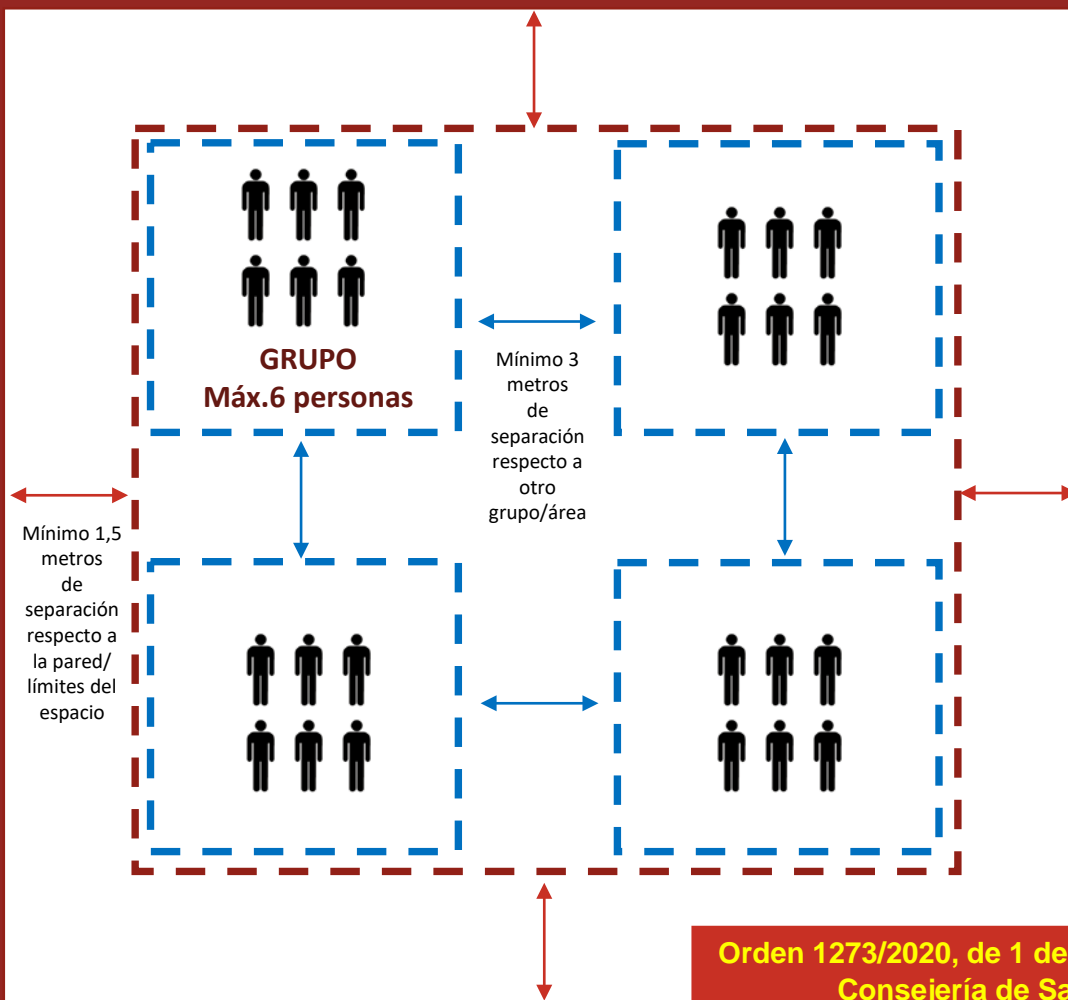 GRUPO
Máx.6 personas
Mínimo 3
metros
de
separación
respecto a
otro
grupo/área
Mínimo 1,5
metros
de
separación
respecto a
la pared/
límites del
espacio
Orden 1273/2020, de 1 de
Consejería de Sa